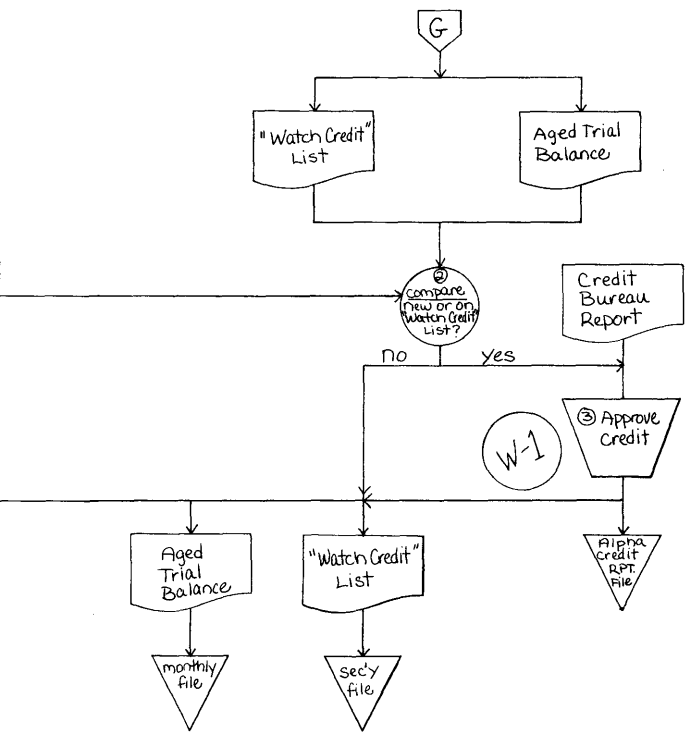 G
"Watch Credit"
List
Aged Trial
Balance
②
compare
new or on
"Watch Credit"
List?
Credit
Bureau
Report
no
yes
③ Approve
Credit
W-1
Aged
Trial
Balance
"Watch Credit"
List
Alpha
Credit
RPT.
File
monthly
file
sec'y
file